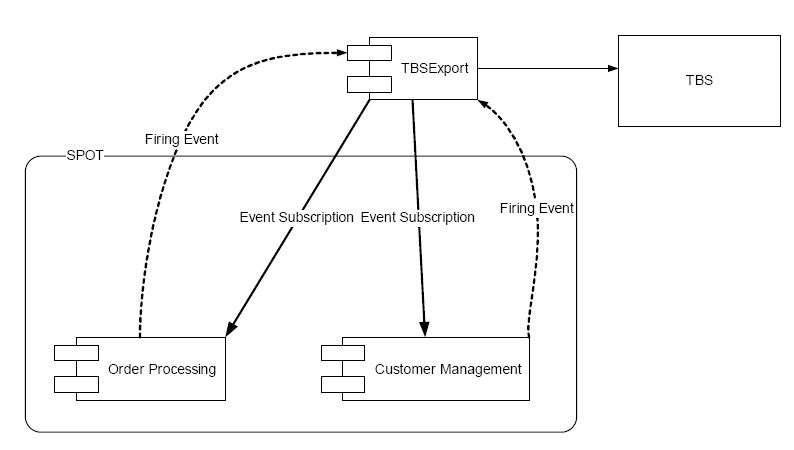 TBSExport
TBS
Firing Event
SPOT
Firing Event
Event Subscription
Event Subscription
Order Processing
Customer Management